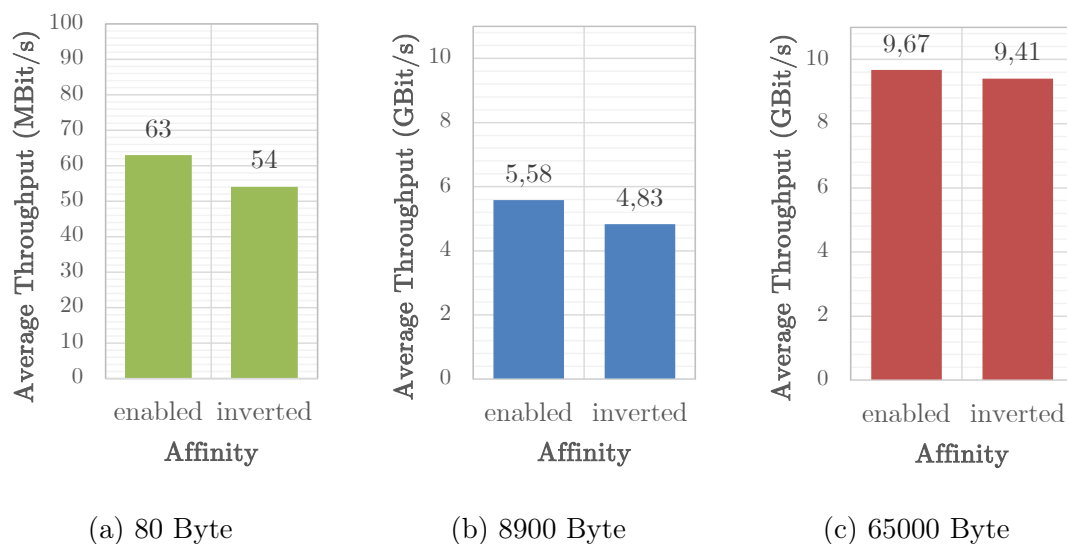 Average Throughput (MBit/s)
100
90
80
70
60
50
40
30
20
10
0
63
54
enabled inverted
Affinity
(a) 80 Byte
Average Throughput (GBit/s)
10
8
6
4
2
0
5,58
4,83
enabled inverted
Affinity
(b) 8900 Byte
Average Throughput (GBit/s)
10
8
6
4
2
0
9,67
9,41
enabled inverted
Affinity
(c) 65000 Byte